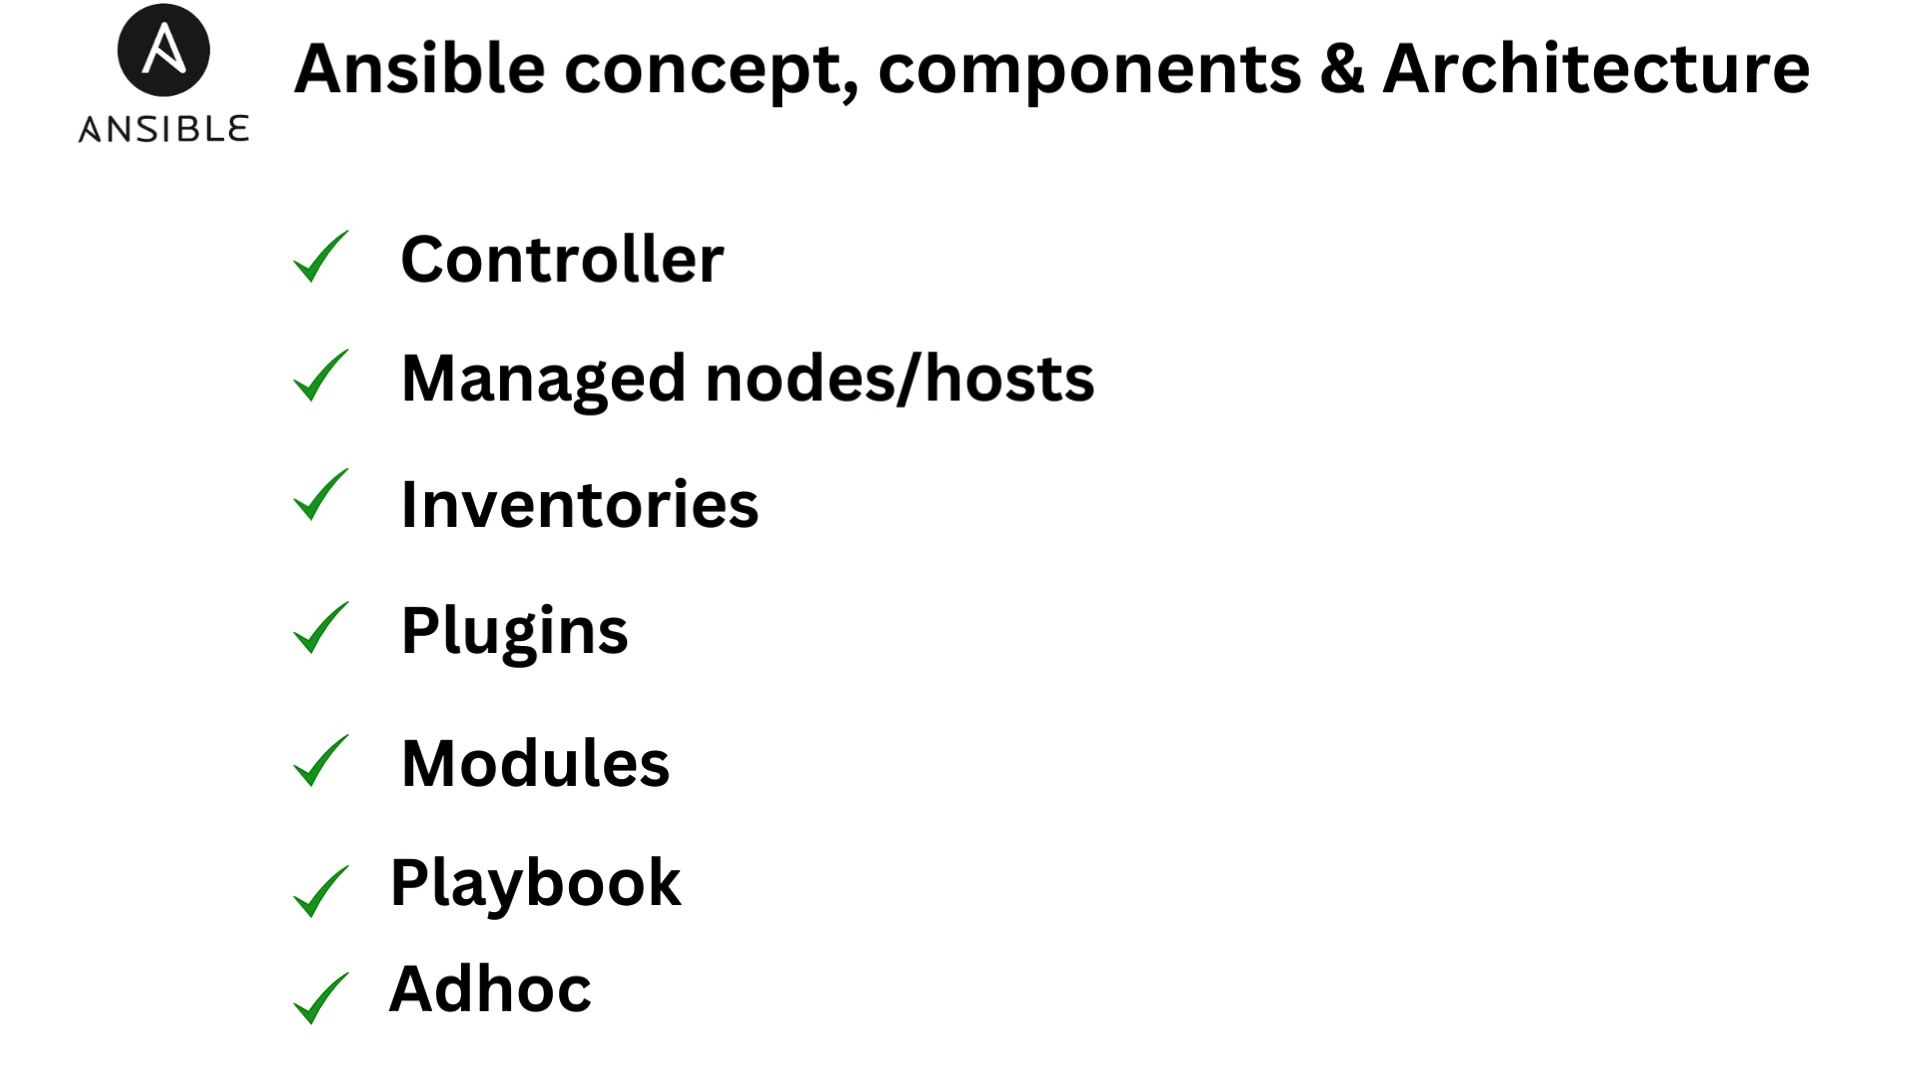 ANSIBLE
Ansible concept, components & Architecture
Controller
Managed nodes/hosts
Inventories
Plugins
Modules
Playbook
Adhoc